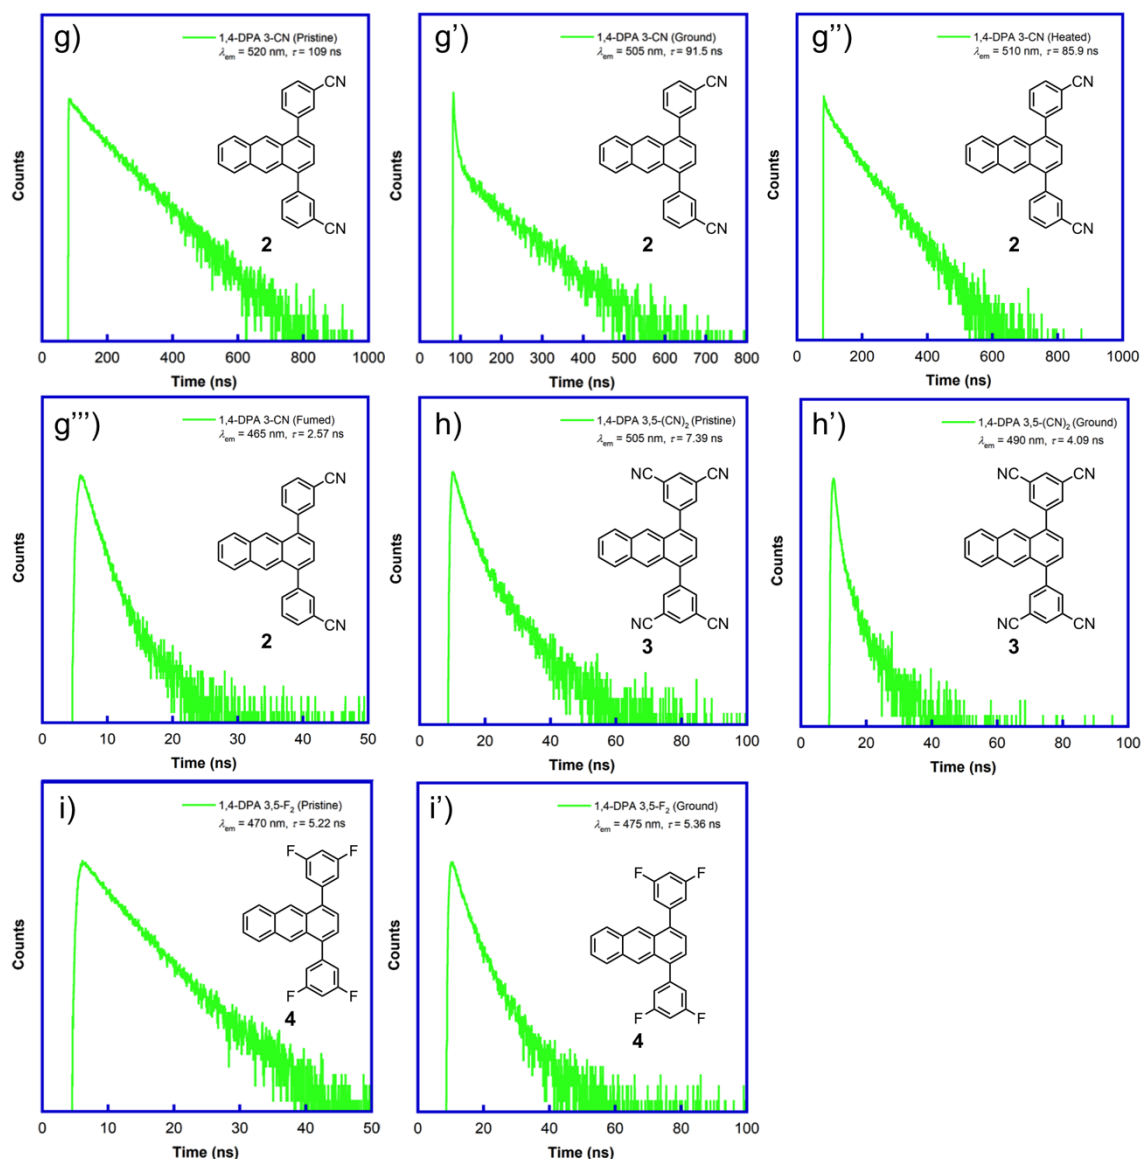 g)
1,4-DPA 3-CN (Pristine)
λem = 520 nm, τ = 109 ns
CN
CN
2
Counts
0 200 400 600 800 1000
Time (ns)
g')
1,4-DPA 3-CN (Ground)
λem = 505 nm, τ = 91.5 ns
CN
CN
2
Counts
0 100 200 300 400 500 600 700 800
Time (ns)
g'')
1,4-DPA 3-CN (Heated)
λem = 510 nm, τ = 85.9 ns
CN
CN
2
Counts
0 200 400 600 800 1000
Time (ns)
g''')
1,4-DPA 3-CN (Fumed)
λem = 465 nm, τ = 2.57 ns
CN
CN
2
Counts
0 10 20 30 40 50
Time (ns)
h)
1,4-DPA 3,5-(CN)2 (Pristine)
λem = 505 nm, τ = 7.39 ns
NC CN
NC CN
3
Counts
0 20 40 60 80 100
Time (ns)
h')
1,4-DPA 3,5-(CN)2 (Ground)
λem = 490 nm, τ = 4.09 ns
NC CN
NC CN
3
Counts
0 20 40 60 80 100
Time (ns)
i)
1,4-DPA 3,5-F2 (Pristine)
λem = 470 nm, τ = 5.22 ns
F F
F F
4
Counts
0 10 20 30 40 50
Time (ns)
i')
1,4-DPA 3,5-F2 (Ground)
λem = 475 nm, τ = 5.36 ns
F F
F F
4
Counts
0 20 40 60 80 100
Time (ns)